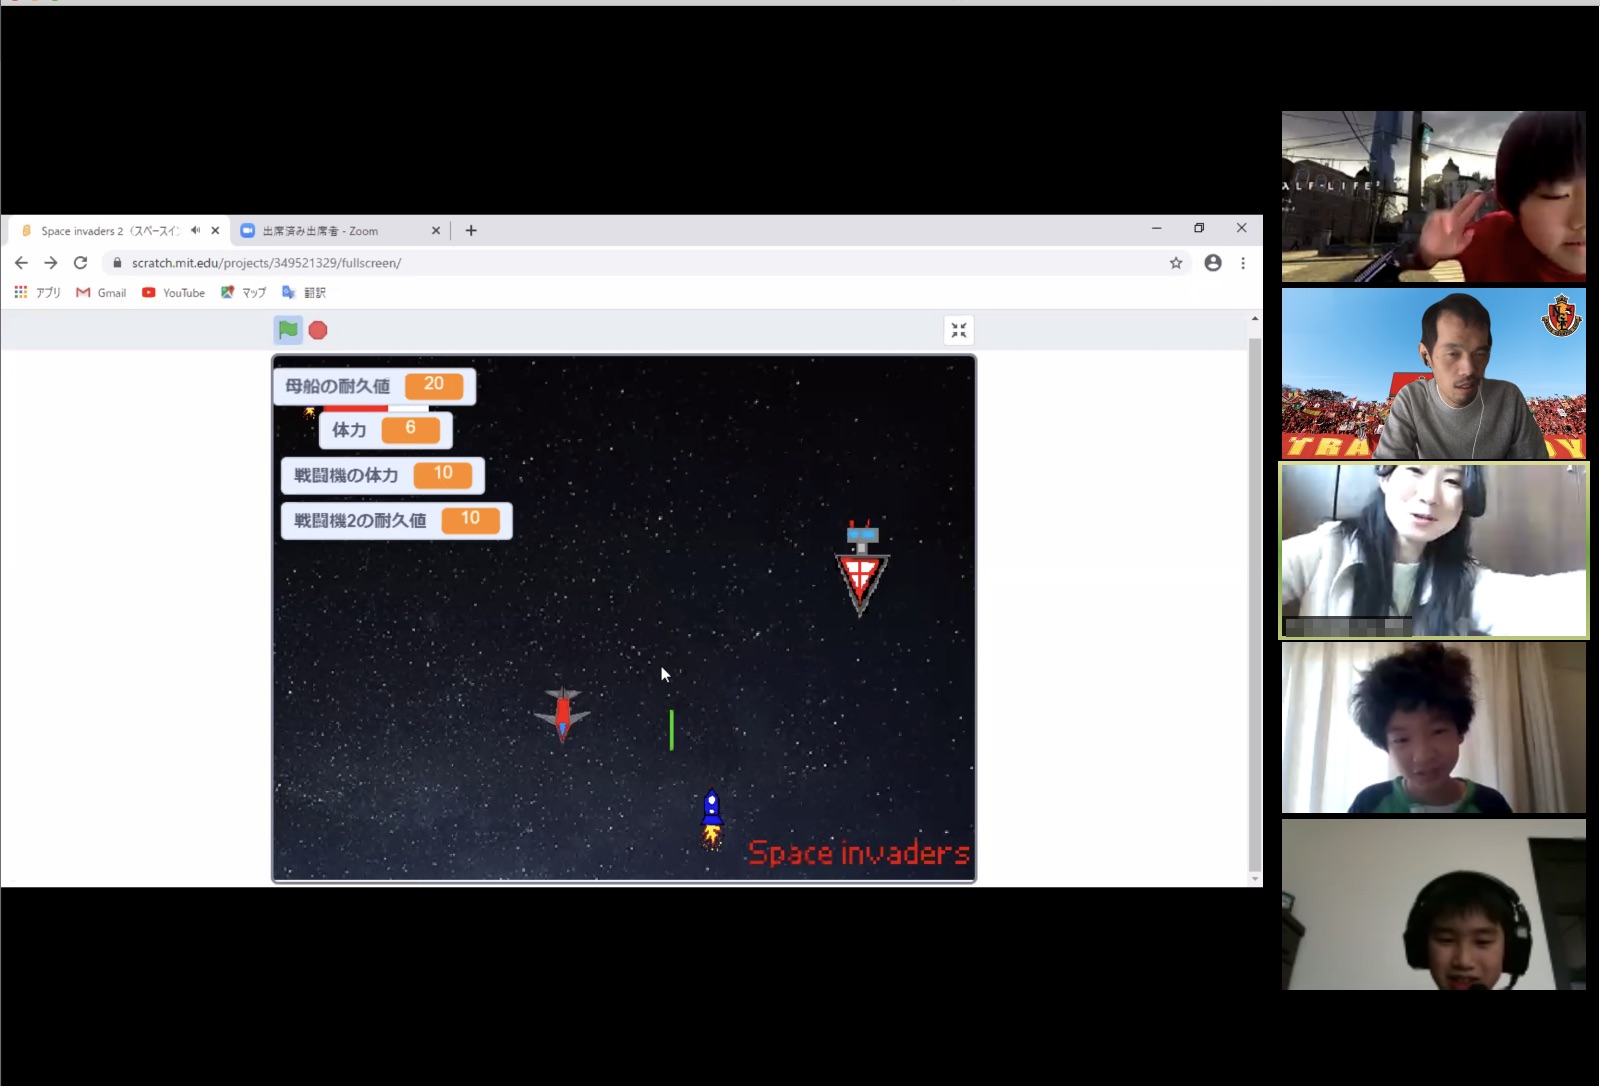 Space invaders 2（スペースイン
出席済み出席者 - Zoom
scratch.mit.edu/projects/349521329/fullscreen/
アプリ Gmail YouTube マップ 翻訳
母船の耐久値 20
体力 6
戦闘機の体力 10
戦闘機2の耐久値 10
Space invaders
ALF-LIFE²
TRA
Y